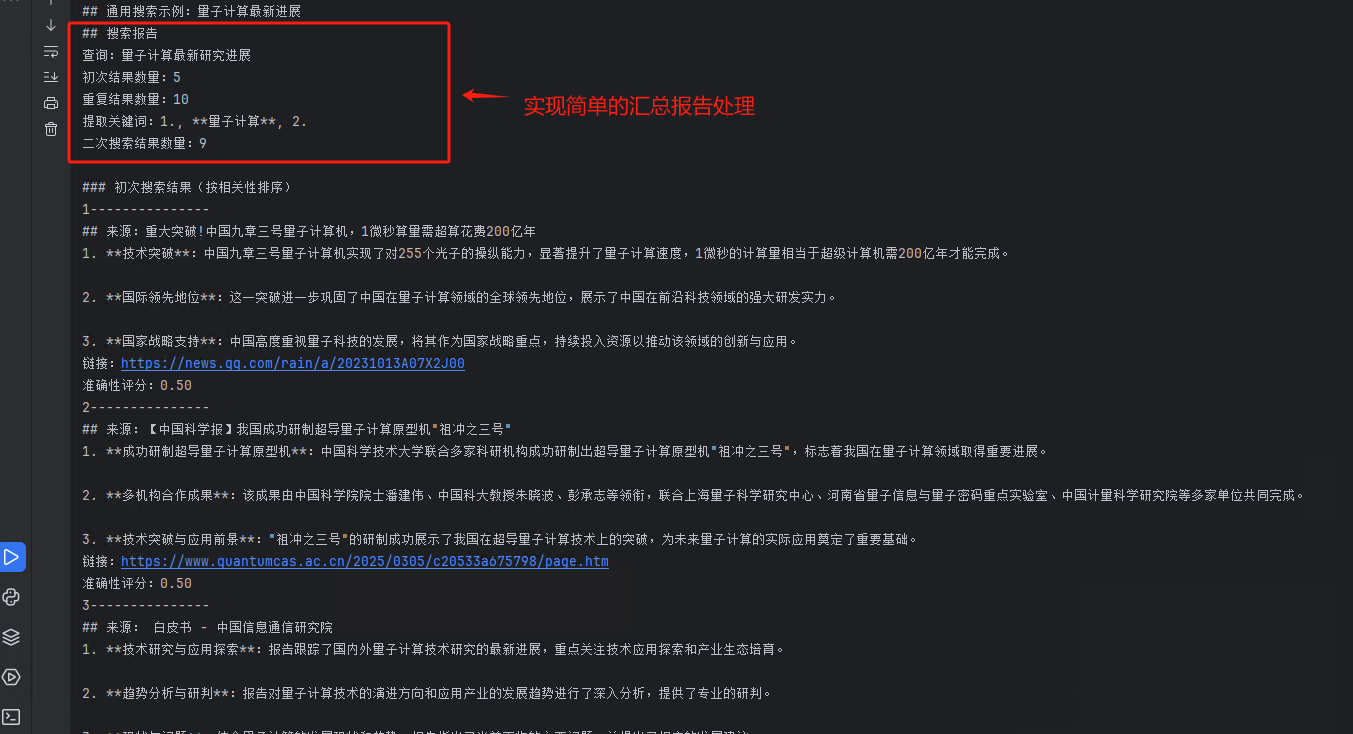 ## 通用搜索示例：量子计算最新进展
## 搜索报告
查询：量子计算最新研究进展
初次结果数量：5
重复结果数量：10
提取关键词：1., **量子计算**, 2.
二次搜索结果数量：9
实现简单的汇总报告处理
### 初次搜索结果（按相关性排序）
1---------------
## 来源：重大突破!中国九章三号量子计算机，1微秒算量需超算花费200亿年
1. **技术突破**：中国九章三号量子计算机实现了对255个光子的操纵能力，显著提升了量子计算速度，1微秒的计算量相当于超级计算机需200亿年才能完成。
2. **国际领先地位**：这一突破进一步巩固了中国在量子计算领域的全球领先地位，展示了中国在前沿科技领域的强大研发实力。
3. **国家战略支持**：中国高度重视量子科技的发展，将其作为国家战略重点，持续投入资源以推动该领域的创新与应用。
链接：https://news.qq.com/rain/a/20231013A07X2J00
准确性评分：0.50
2---------------
## 来源：【中国科学报】我国成功研制超导量子计算原型机"祖冲之三号"
1. **成功研制超导量子计算原型机**：中国科学技术大学联合多家科研机构成功研制出超导量子计算原型机"祖冲之三号"，标志着我国在量子计算领域取得重要进展。
2. **多机构合作成果**：该成果由中国科学院院士潘建伟、中国科大教授朱晓波、彭承志等领衔，联合上海量子科学研究中心、河南省量子信息与量子密码重点实验室、中国计量科学研究院等多家单位共同完成。
3. **技术突破与应用前景**："祖冲之三号"的研制成功展示了我国在超导量子计算技术上的突破，为未来量子计算的实际应用奠定了重要基础。
链接：https://www.quantumcas.ac.cn/2025/0305/c20533a675798/page.htm
准确性评分：0.50
3---------------
## 来源： 白皮书 - 中国信息通信研究院
1. **技术研究与应用探索**：报告跟踪了国内外量子计算技术研究的最新进展，重点关注技术应用探索和产业生态培育。
2. **趋势分析与研判**：报告对量子计算技术的演进方向和应用产业的发展趋势进行了深入分析，提供了专业的研判。